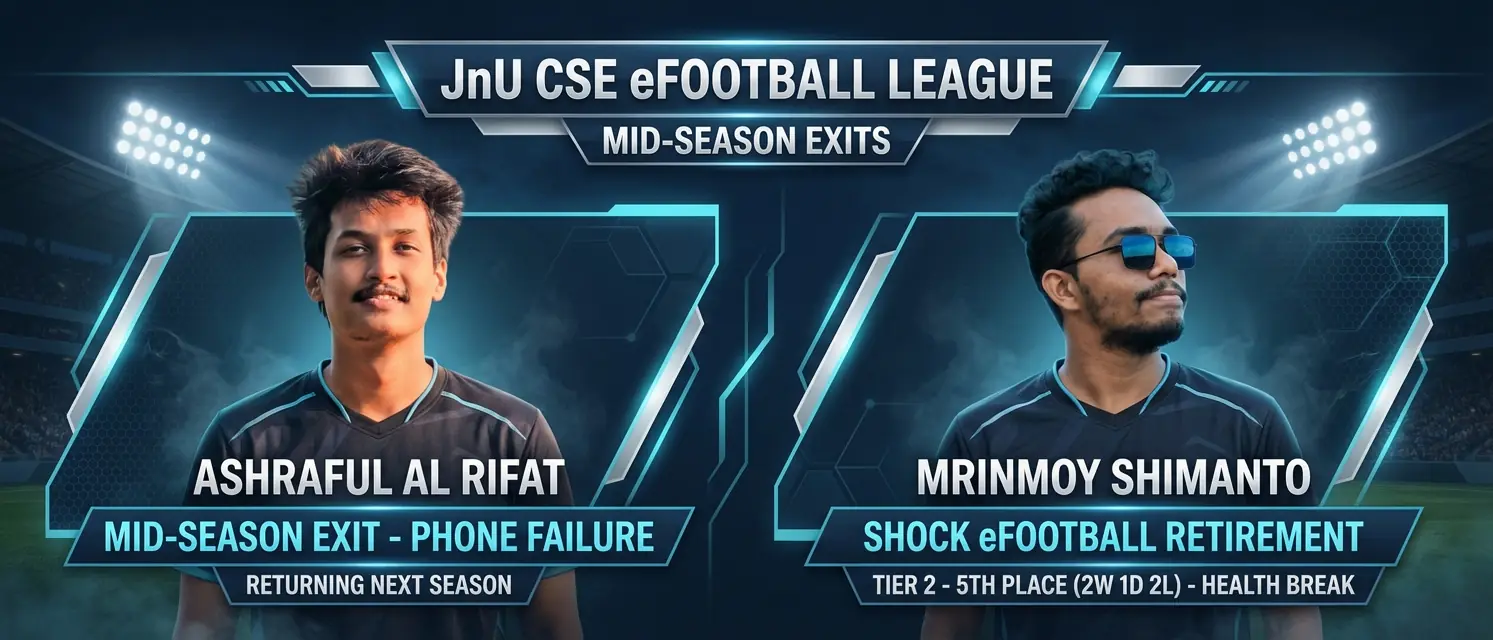 JnU CSE eFOOTBALL LEAGUE
MID-SEASON EXITS
ASHRAFUL AL RIFAT
MID-SEASON EXIT - PHONE FAILURE
RETURNING NEXT SEASON
MRINMOY SHIMANTO
SHOCK eFOOTBALL RETIREMENT
TIER 2 - 5TH PLACE (2W 1D 2L) - HEALTH BREAK